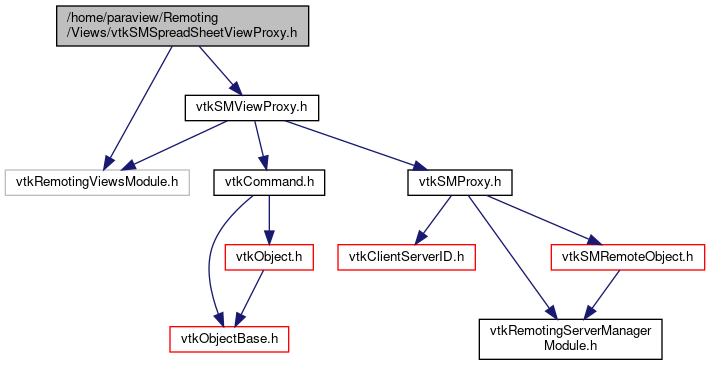 /home/paraview/Remoting
/Views/vtkSMSpreadSheetViewProxy.h
vtkSMViewProxy.h
vtkRemotingViewsModule.h
vtkCommand.h
vtkSMProxy.h
vtkObject.h
vtkClientServerID.h
vtkSMRemoteObject.h
vtkObjectBase.h
vtkRemotingServerManager
Module.h